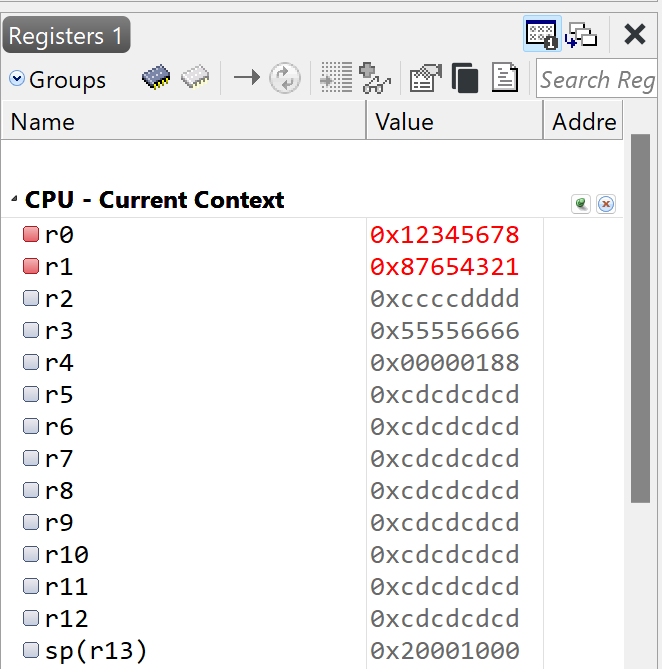 Registers 1
1
Groups
Search Reg
Name Value Addre
CPU - Current Context
r0 0x12345678
r1 0x87654321
r2 0xccccdddd
r3 0x55556666
r4 0x00000188
r5 0xcdcdcdcd
r6 0xcdcdcdcd
r7 0xcdcdcdcd
r8 0xcdcdcdcd
r9 0xcdcdcdcd
r10 0xcdcdcdcd
r11 0xcdcdcdcd
r12 0xcdcdcdcd
sp(r13) 0x20001000